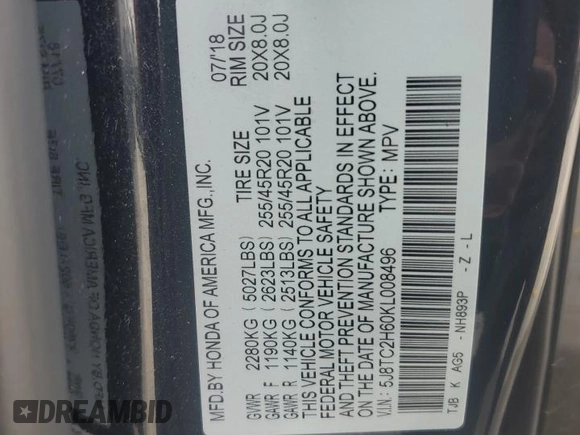 MFD.BY HONDA OF AMERICA MFG.,INC. 07/'18
GVWR 2280KG (5027LBS) TIRE SIZE RIM SIZE
GAWR F 1190KG (2623LBS) 255/45R20 101V 20X8.0J
GAWR R 1140KG (2513LBS) 255/45R20 101V 20X8.0J
THIS VEHICLE CONFORMS TO ALL APPLICABLE
FEDERAL MOTOR VEHICLE SAFETY
AND THEFT PREVENTION STANDARDS IN EFFECT
ON THE DATE OF MANUFACTURE SHOWN ABOVE.
V.I.N.: 5J8TC2H60KL008496 TYPE: MPV
TJB K AG5 -NH893P -Z-L
DRIVEN | AUTO HISTORY